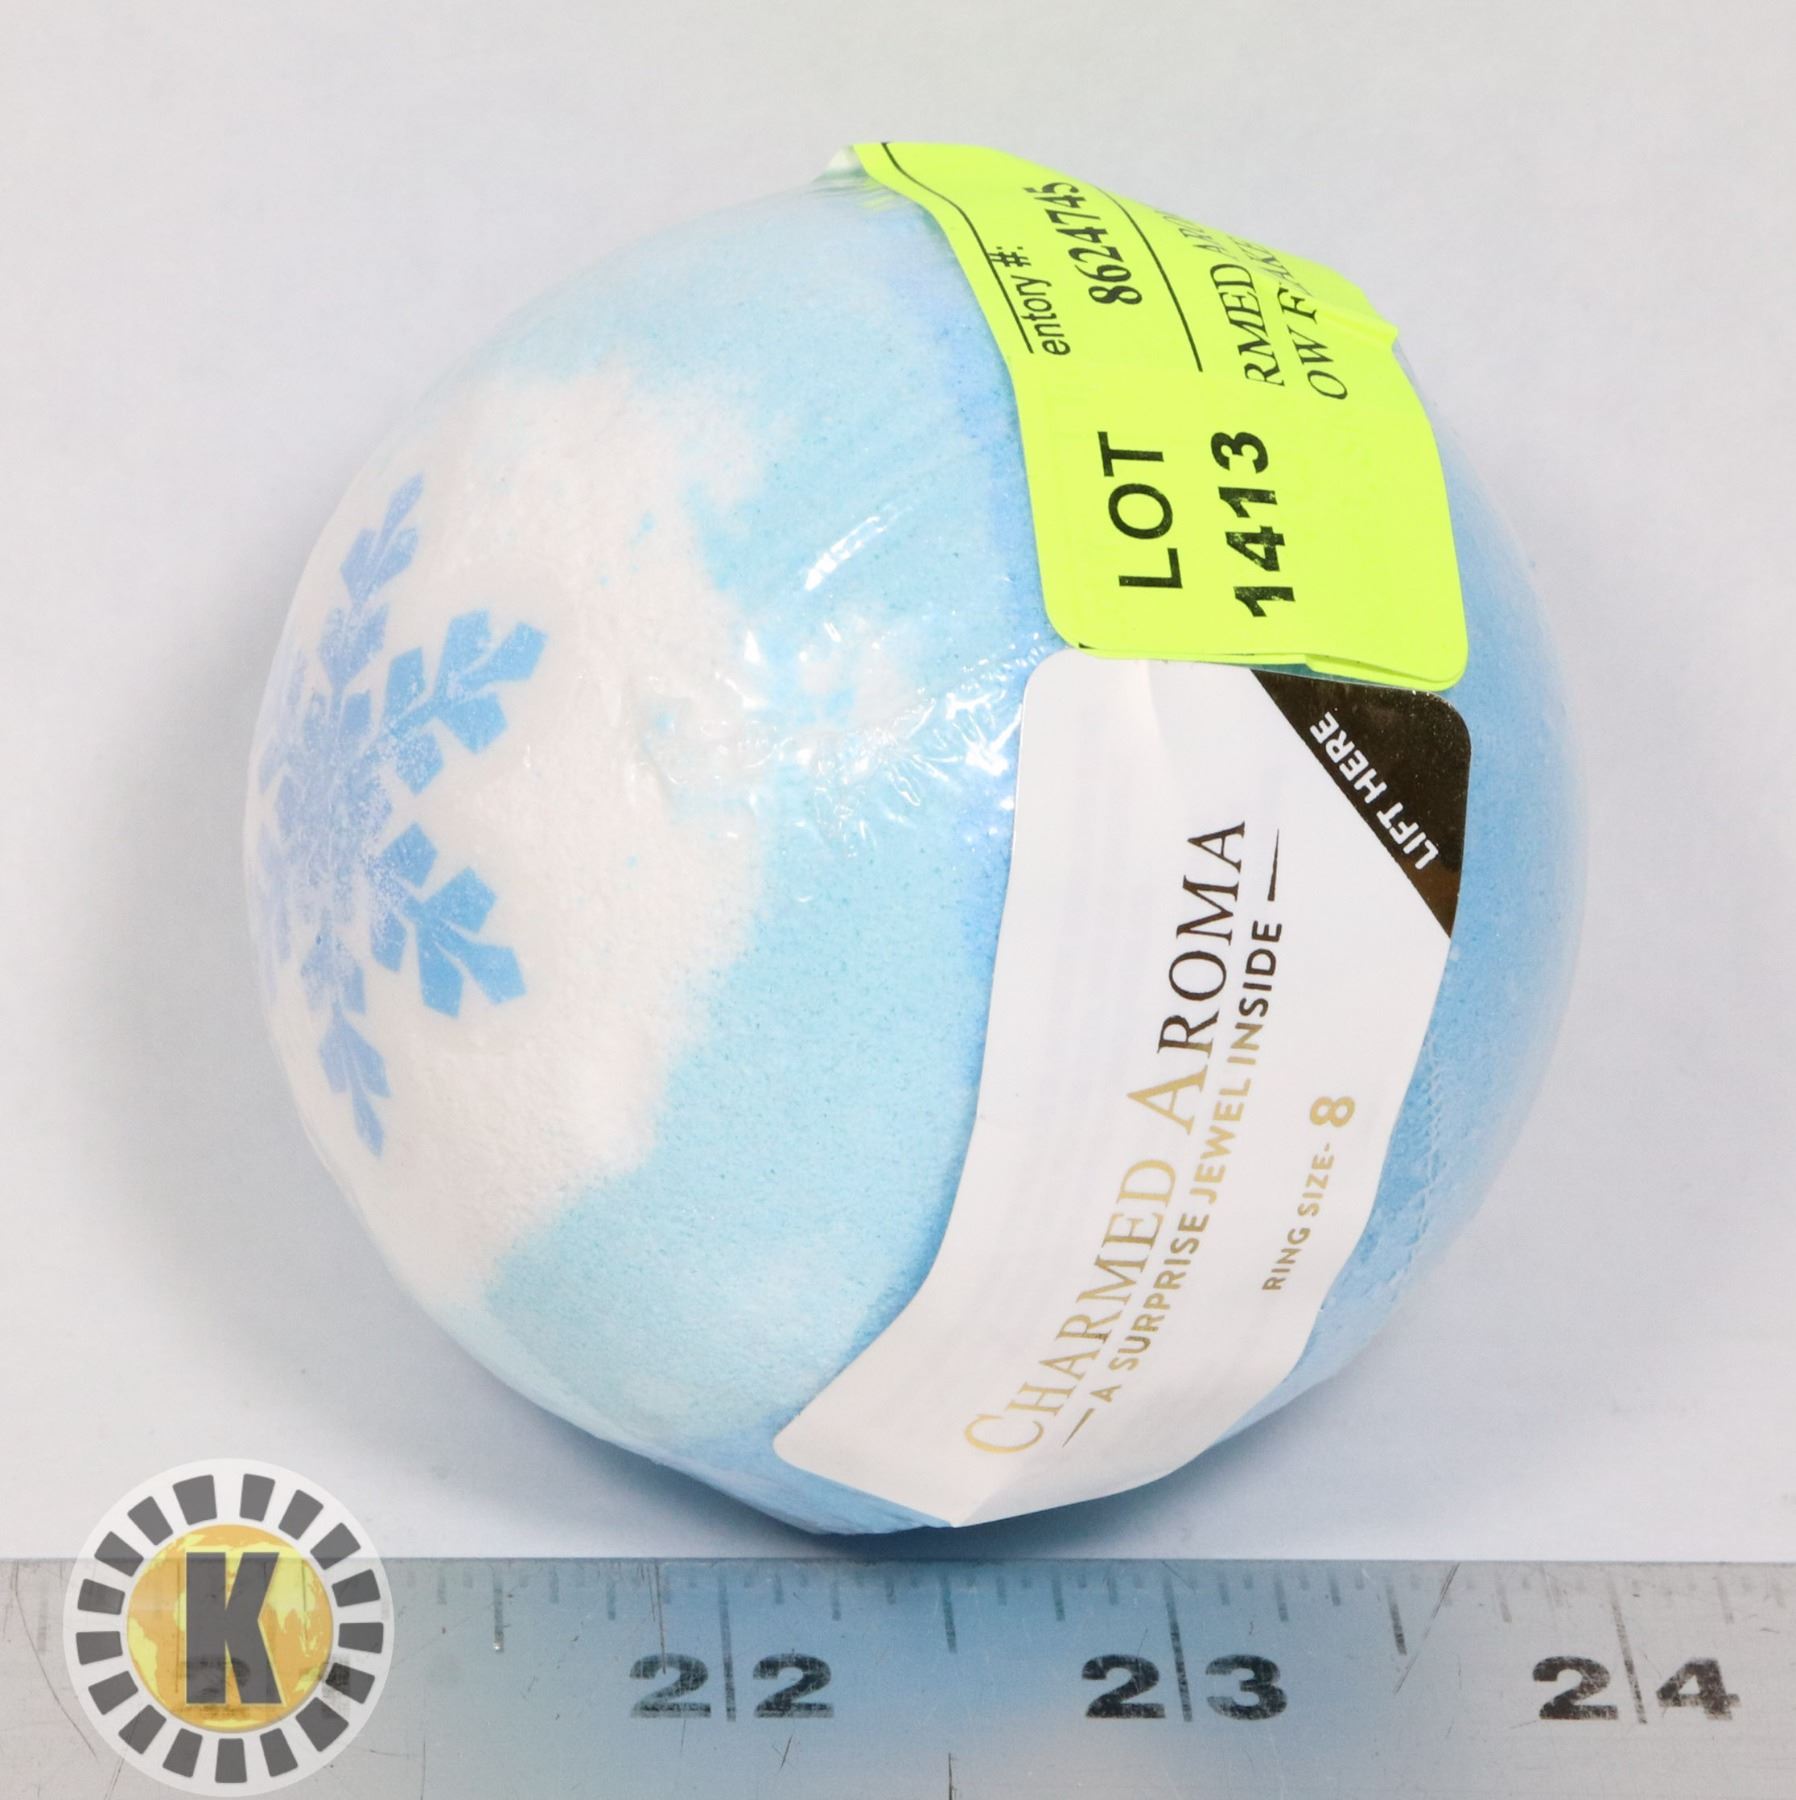 entory #:
8624745
LOT
1413
RMED
OW F
LIFT HERE
CHARMED AROMA
A SURPRISE JEWEL INSIDE
RING SIZE- 8
K
22
23
24